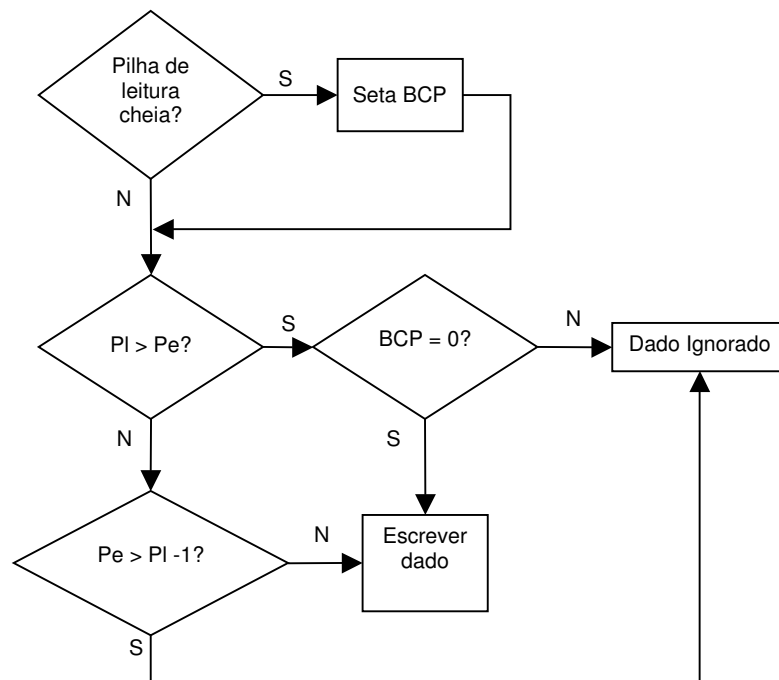 Pilha de
leitura
cheia?
S
Seta BCP
N
Pl > Pe?
S
BCP = 0?
N
Dado Ignorado
N
S
Pe > Pl -1?
N
Escrever
dado
S